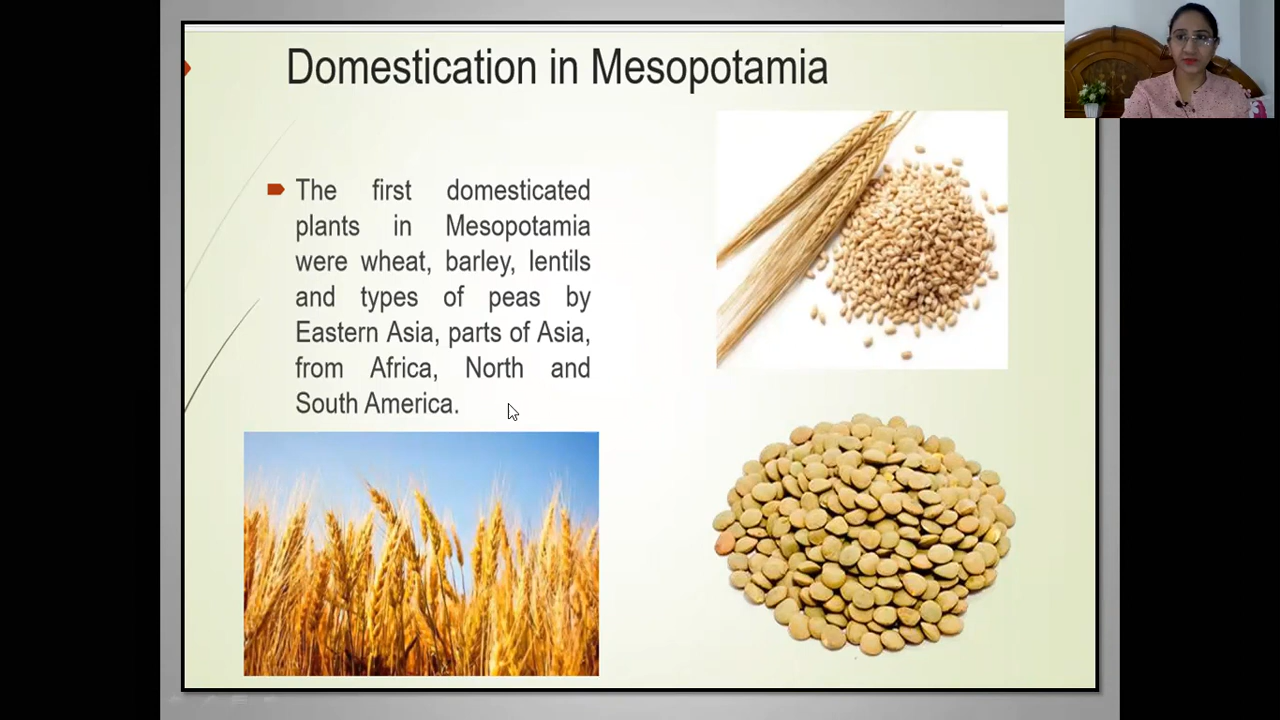 Domestication in Mesopotamia
The first domesticated
plants in Mesopotamia
were wheat, barley, lentils
and types of peas by
Eastern Asia, parts of Asia,
from Africa, North and
South America.